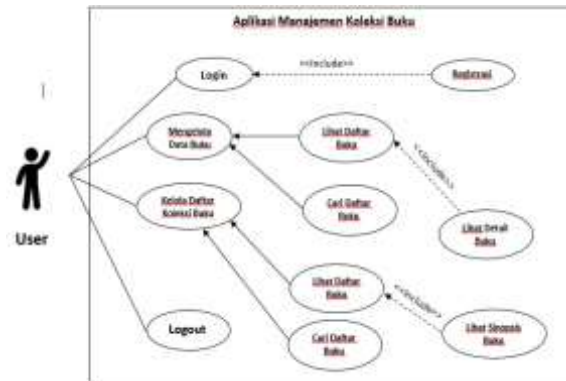 Aplikasi Manajemen Koleksi Buku
<<include>>
Login
Registrasi
Mengelola
Data Buku
Lihat Daftar
Buku
<<include>>
Kelola Daftar
Koleksi Buku
Cari Daftar
Buku
Lihat Detail
Buku
User
Lihat Daftar
Buku
<<include>>
Logout
Cari Daftar
Buku
Lihat Sinopsis
Buku